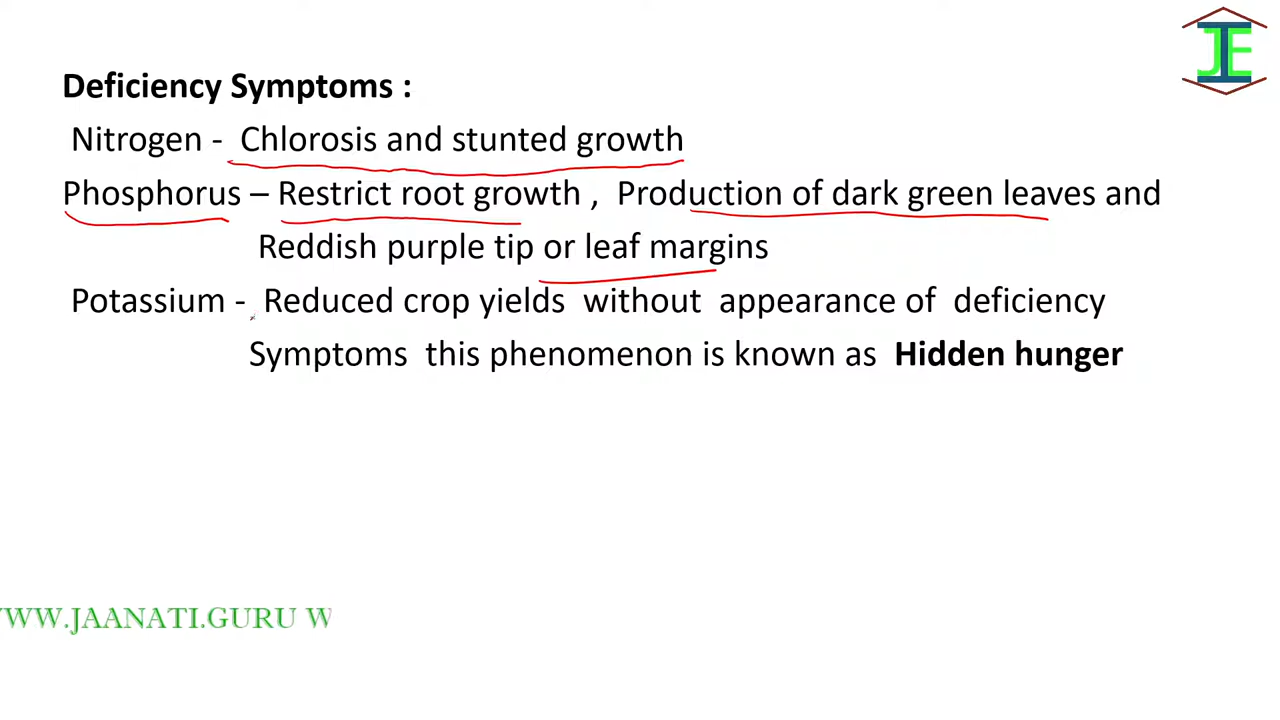 JE
Deficiency Symptoms :
Nitrogen - Chlorosis and stunted growth
Phosphorus – Restrict root growth , Production of dark green leaves and
Reddish purple tip or leaf margins
Potassium - Reduced crop yields without appearance of deficiency
Symptoms this phenomenon is known as Hidden hunger
WWW.JAANATI.GURU W